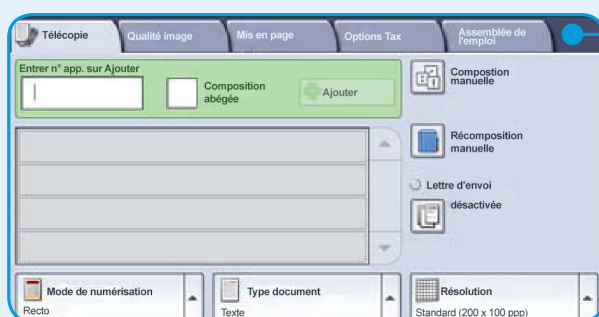 Télécopie
Qualité image
Mis en page
Options Tax
Assemblée de
l'emploi
Entrer n° app. sur Ajouter
Composition
abégée
Ajouter
Compostion
manuelle
Récomposition
manuelle
Lettre d'envoi
désactivée
Mode de numérisation
Recto
Type document
Texte
Résolution
Standard (200 x 100 ppp)